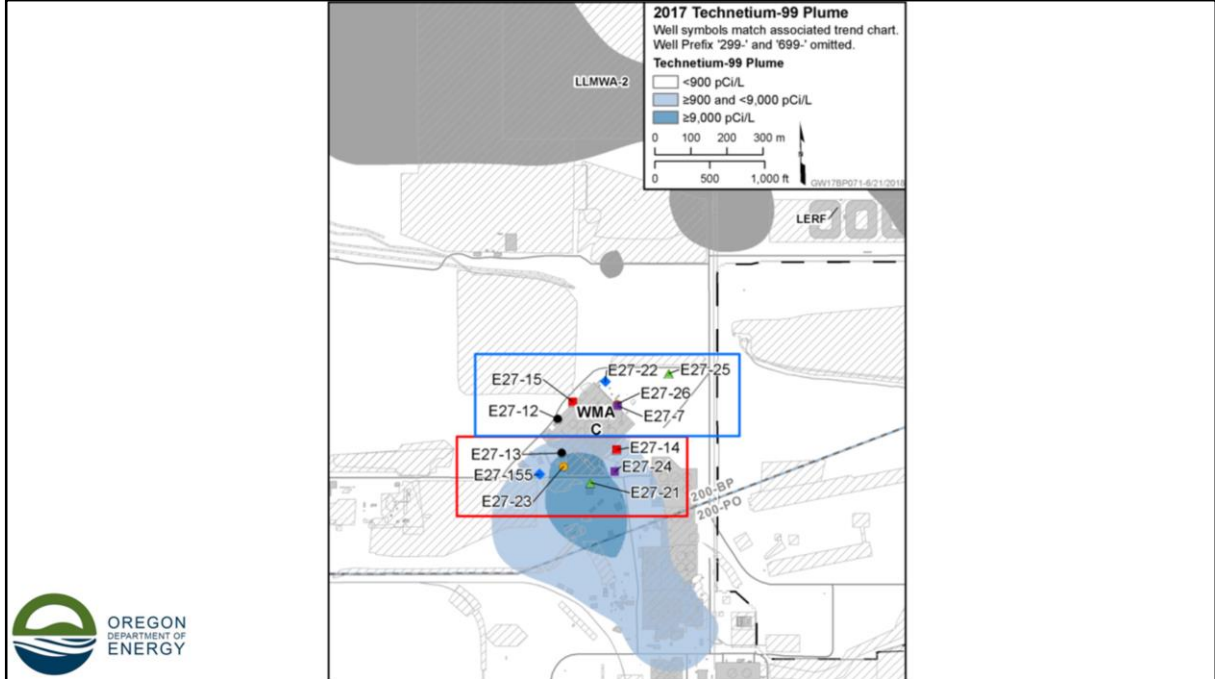 2017 Technetium-99 Plume
Well symbols match associated trend chart.
Well Prefix '299-' and '699-' omitted.
Technetium-99 Plume
<900 pCi/L
≥900 and <9,000 pCi/L
≥9,000 pCi/L
0 100 200 300 m
0 500 1,000 ft
GW17BP071-6/21/2018
LLMWA-2
LERF
E27-22
E27-25
E27-15
E27-26
E27-12
WMA
C
E27-7
E27-13
E27-14
E27-155
E27-24
E27-23
E27-21
200-BP
200-PO
OREGON
DEPARTMENT OF
ENERGY